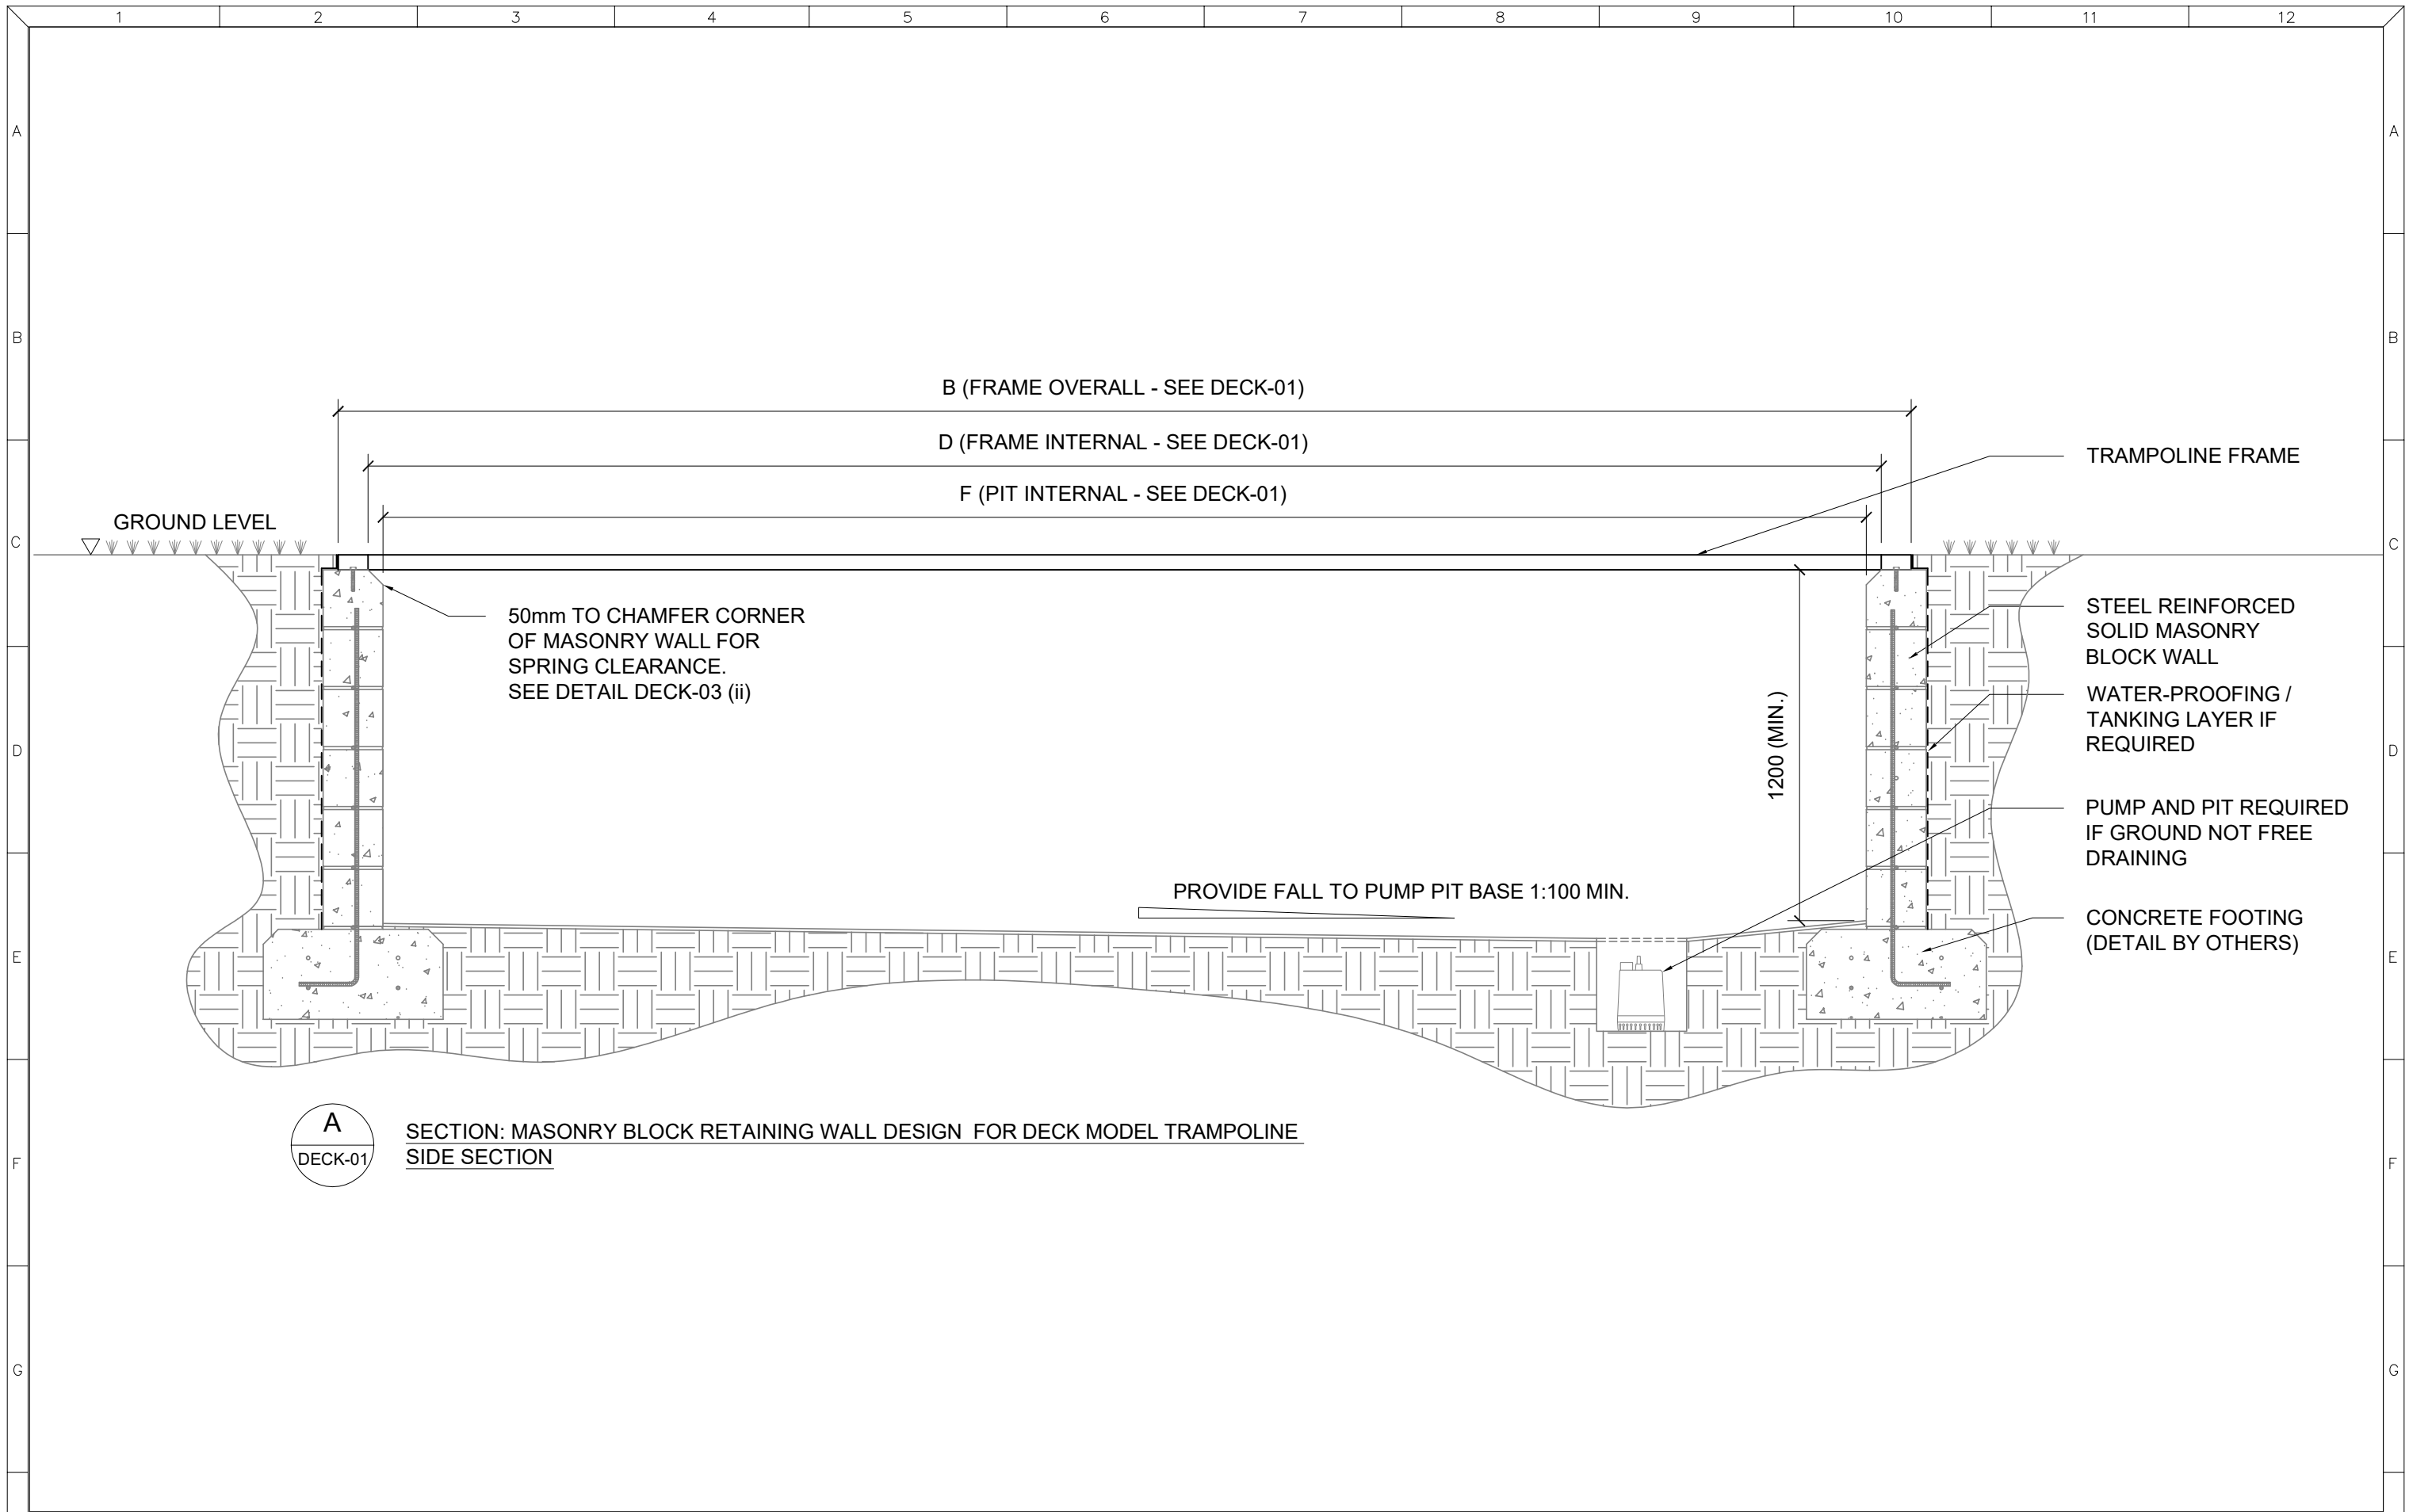 1 2 3 4 5 6 7 8 9 10 11 12
A A
B B
B (FRAME OVERALL - SEE DECK-01)
D (FRAME INTERNAL - SEE DECK-01)
TRAMPOLINE FRAME
F (PIT INTERNAL - SEE DECK-01)
GROUND LEVEL
C C
50mm TO CHAMFER CORNER
OF MASONRY WALL FOR
SPRING CLEARANCE.
SEE DETAIL DECK-03 (ii)
STEEL REINFORCED
SOLID MASONRY
BLOCK WALL
WATER-PROOFING /
TANKING LAYER IF
REQUIRED
1200 (MIN.)
D D
PUMP AND PIT REQUIRED
IF GROUND NOT FREE
DRAINING
PROVIDE FALL TO PUMP PIT BASE 1:100 MIN.
CONCRETE FOOTING
(DETAIL BY OTHERS)
E E
A
DECK-01
SECTION: MASONRY BLOCK RETAINING WALL DESIGN FOR DECK MODEL TRAMPOLINE
SIDE SECTION
F F
G G